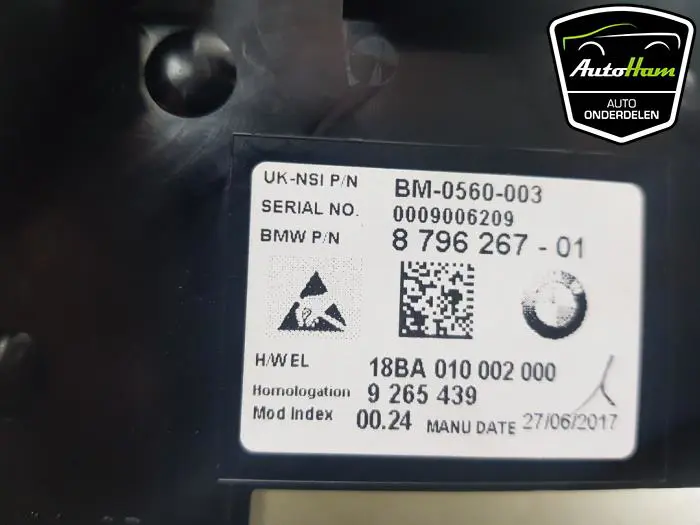 AutoHam
AUTO
ONDERDELEN
UK-NSI P/N BM-0560-003
SERIAL NO. 0009006209
BMW P/N 8 796 267 - 01
H/W EL 18BA 010 002 000
Homologation 9 265 439
Mod Index 00.24 MANU DATE 27/06/2017